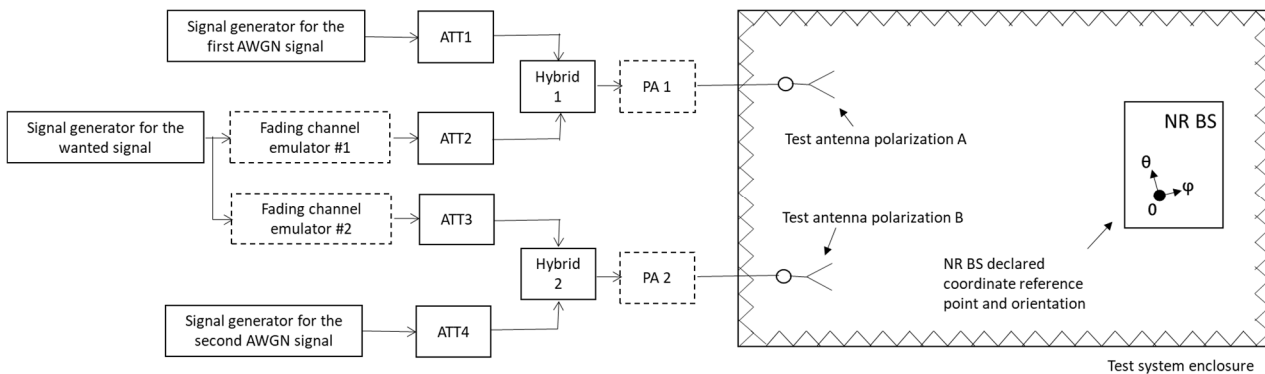 Signal generator for the
first AWGN signal
ATT1
Hybrid
1
PA 1
Signal generator for the
wanted signal
Fading channel
emulator #1
ATT2
Fading channel
emulator #2
ATT3
Hybrid
2
PA 2
Signal generator for the
second AWGN signal
ATT4
Test antenna polarization A
Test antenna polarization B
NR BS
θ
φ
0
NR BS declared
coordinate reference
point and orientation
Test system enclosure